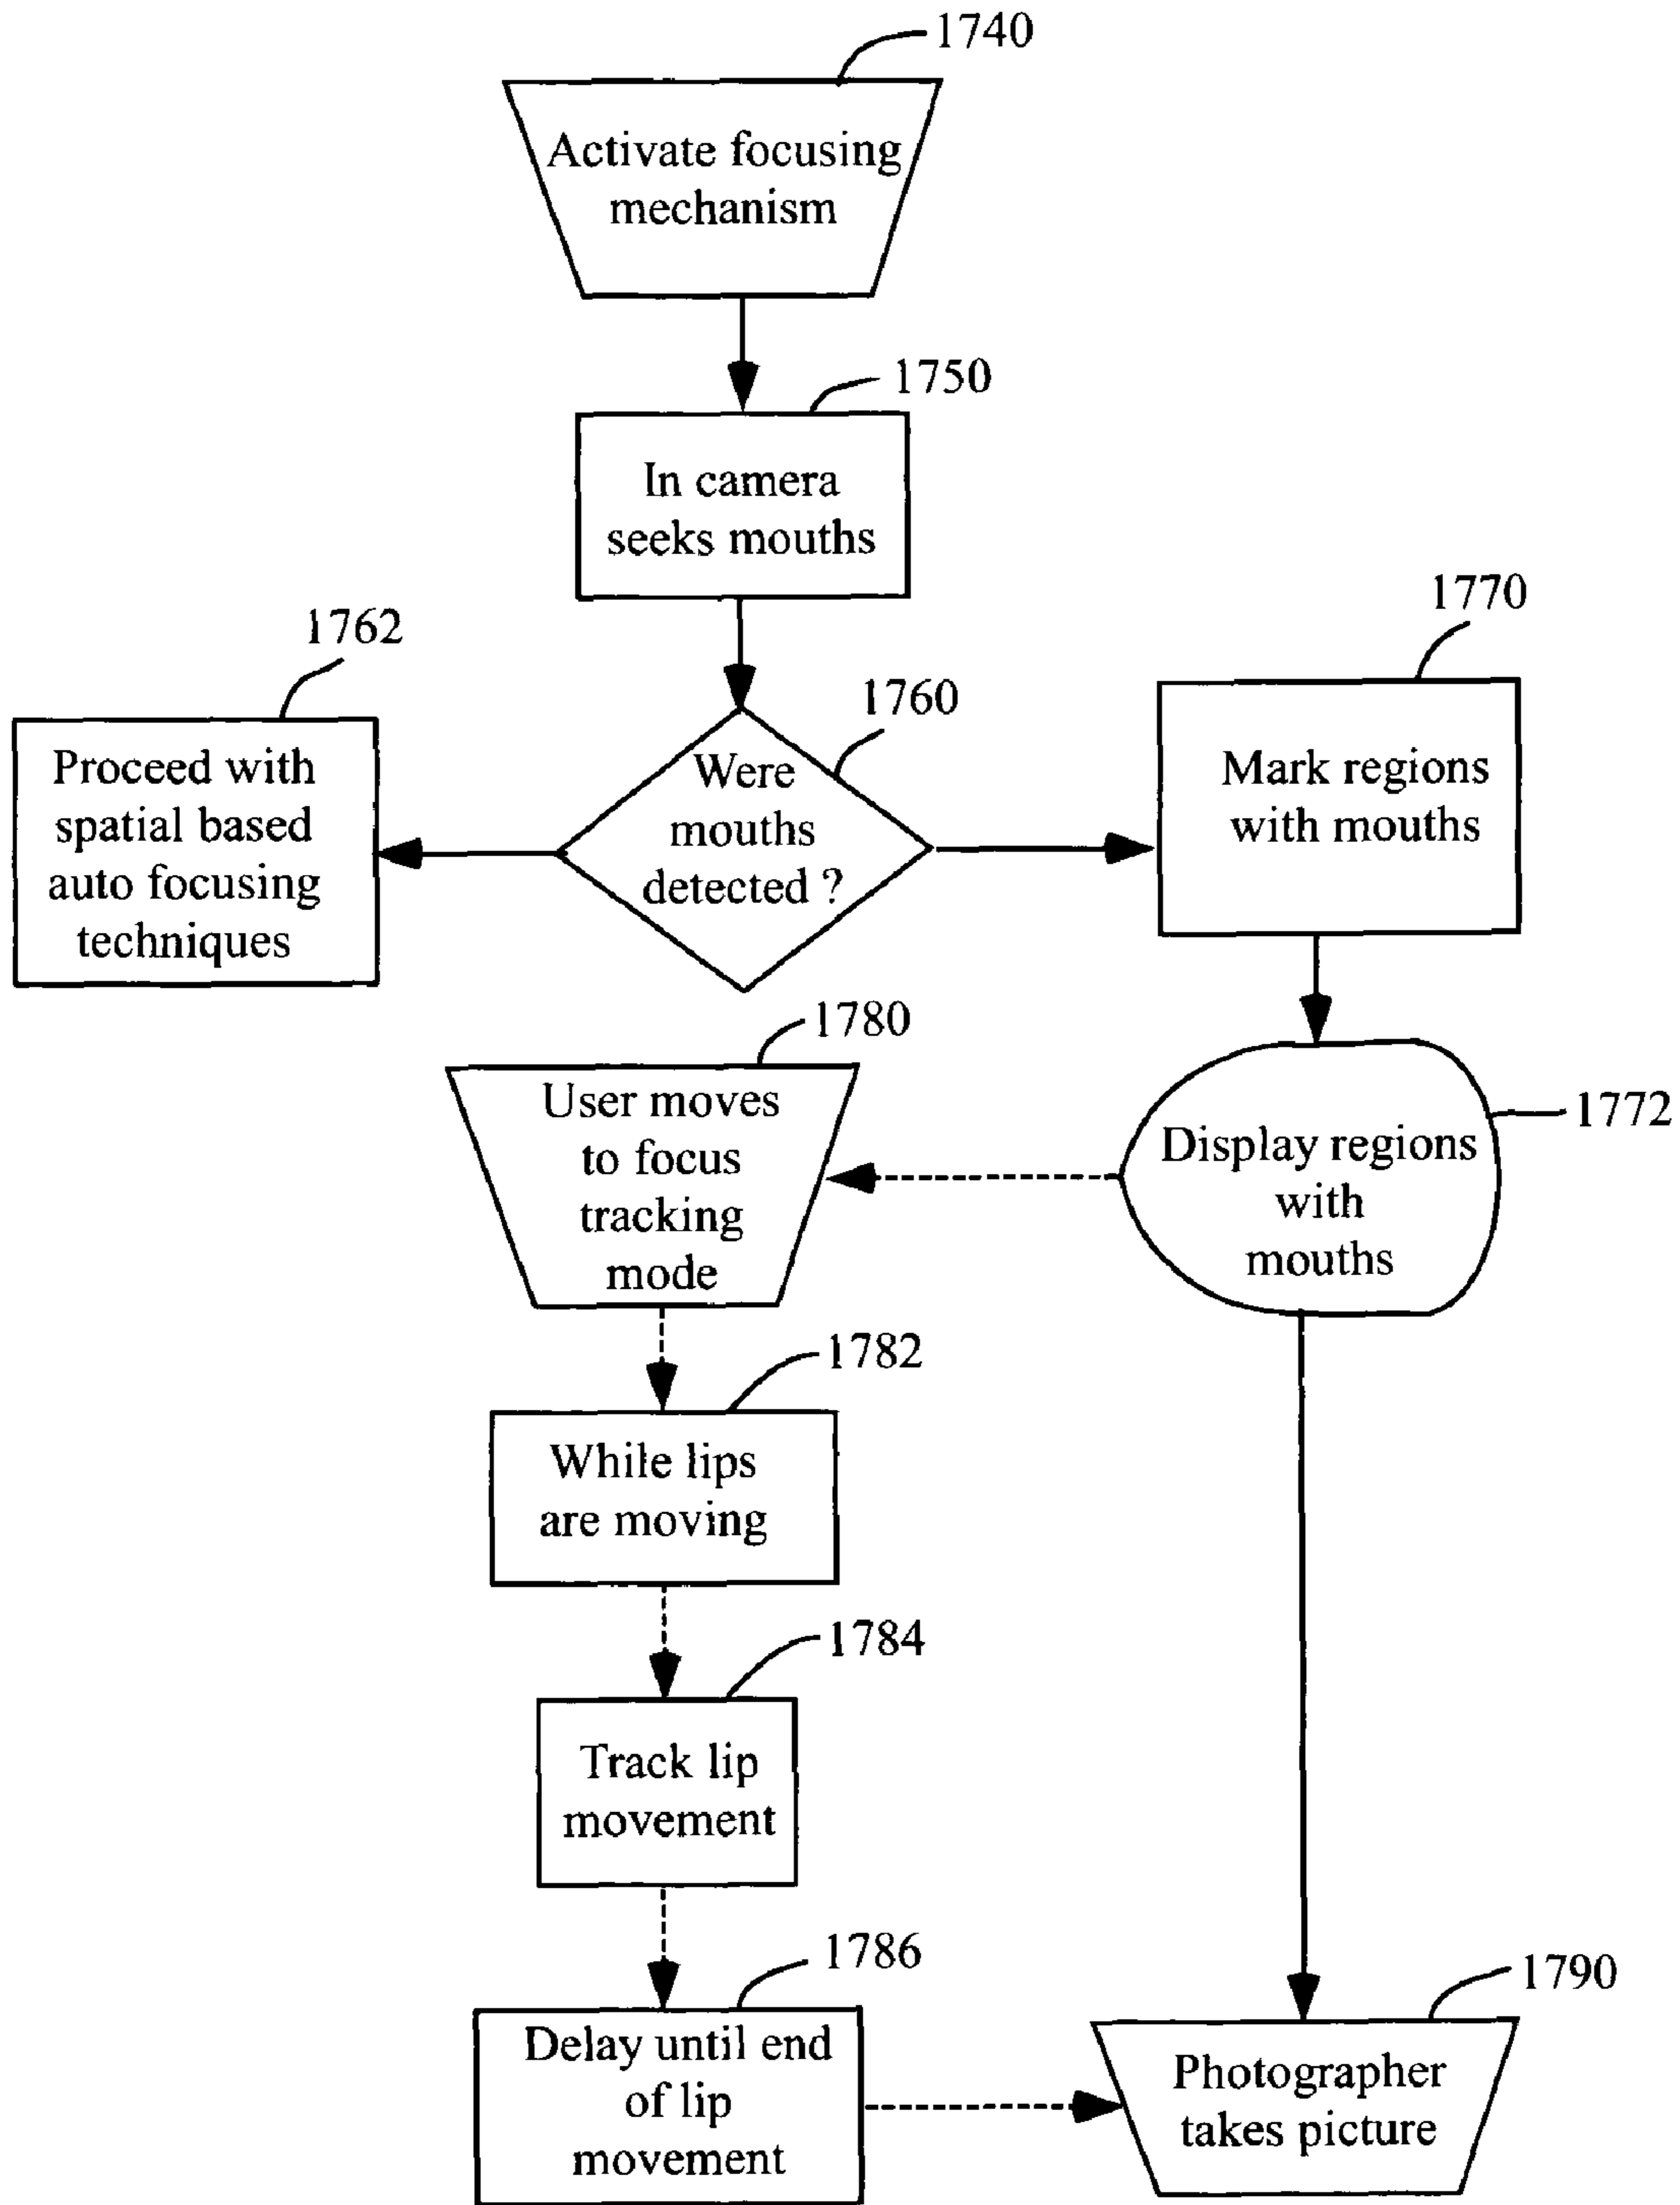 1740
Activate focusing
mechanism
1750
In camera
seeks mouths
1762
Proceed with
spatial based
auto focusing
techniques
1760
Were
mouths
detected ?
1770
Mark regions
with mouths
1780
User moves
to focus
tracking
mode
1772
Display regions
with
mouths
1782
While lips
are moving
1784
Track lip
movement
1786
Delay until end
of lip
movement
1790
Photographer
takes picture